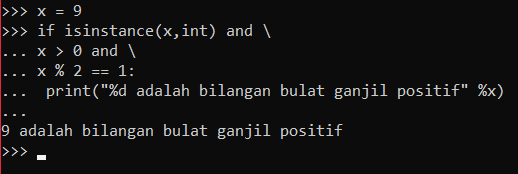 >>> x = 9
>>> if isinstance(x,int) and \
... x > 0 and \
... x % 2 == 1:
...  print("%d adalah bilangan bulat ganjil positif" %x)
...
9 adalah bilangan bulat ganjil positif
>>>